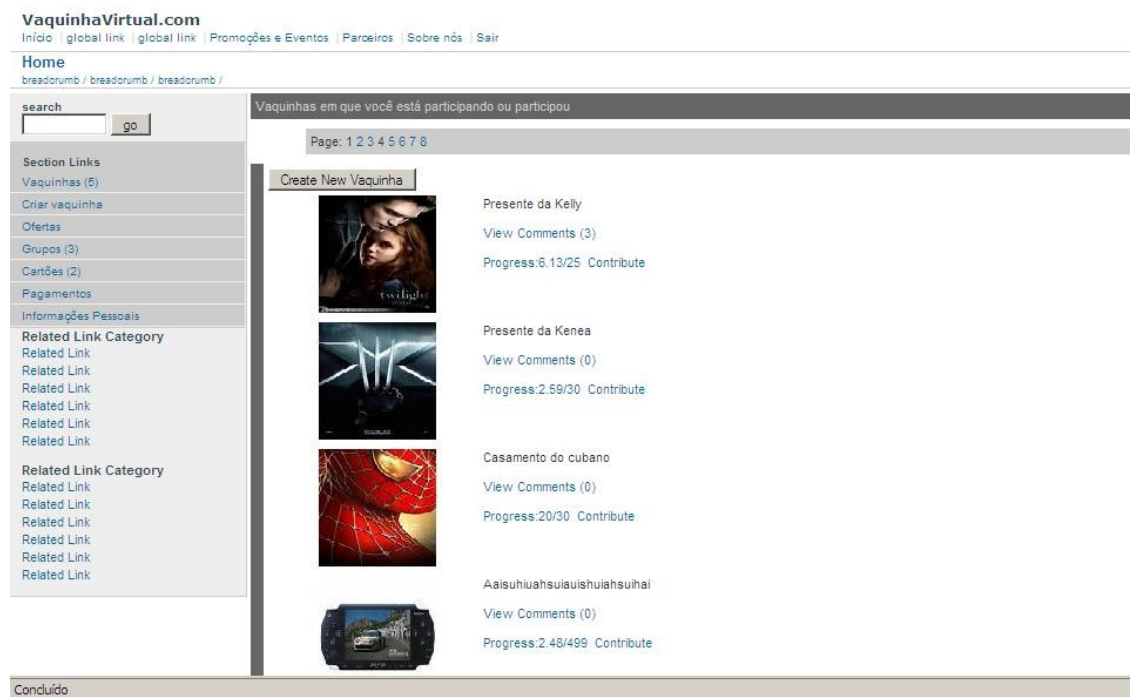 VaquinhaVirtual.com
Início | global link | global link | Promoções e Eventos | Parceiros | Sobre nós | Sair
Home
breadcrumb / breadcrumb / breadcrumb /
search
go
Section Links
Vaquinhas (5)
Criar vaquinha
Ofertas
Grupos (3)
Cartões (2)
Pagamentos
Informações Pessoais
Related Link Category
Related Link
Related Link
Related Link
Related Link
Related Link
Related Link
Related Link Category
Related Link
Related Link
Related Link
Related Link
Related Link
Related Link
Vaquinhas em que você está participando ou participou
Page: 1 2 3 4 5 6 7 8
Create New Vaquinha
twilight
Presente da Kelly
View Comments (3)
Progress:6.13/25 Contribute
Presente da Kenea
View Comments (0)
Progress:2.59/30 Contribute
Casamento do cubano
View Comments (0)
Progress:20/30 Contribute
Aaisuhiuahsuiauishuiahsuihai
View Comments (0)
Progress:2.48/499 Contribute
PSP
Concluído